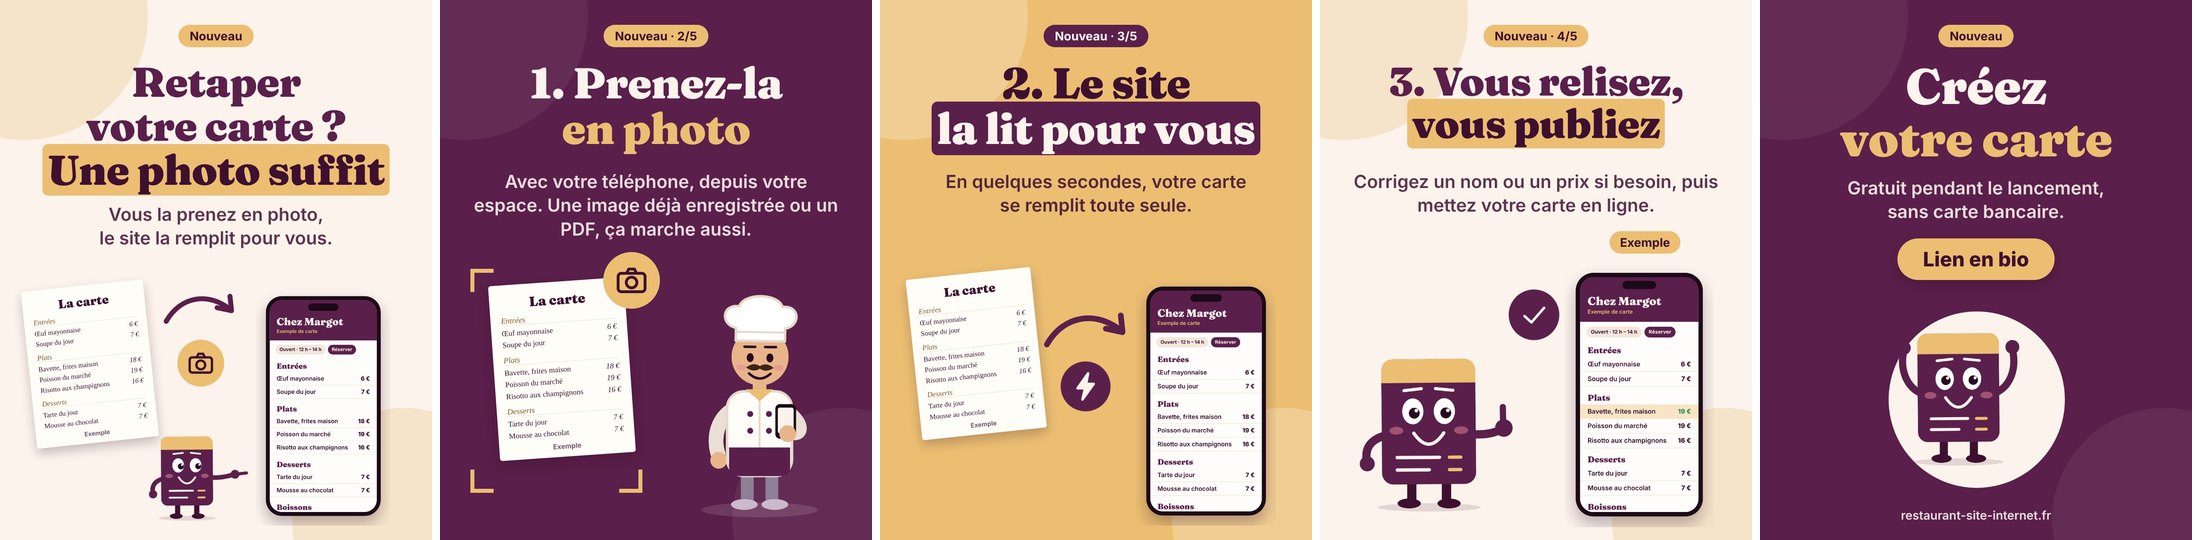 Nouveau
Retaper
votre carte ?
Une photo suffit
Vous la prenez en photo,
le site la remplit pour vous.
La carte
Entrées
Œuf mayonnaise 6 €
Soupe du jour 7 €
Plats
Bavette, frites maison 18 €
Poisson du marché 19 €
Risotto aux champignons 16 €
Desserts
Tarte du jour 7 €
Mousse au chocolat 7 €
Exemple
Chez Margot
Exemple de carte
Ouvert · 12 h – 14 h Réserver
Entrées
Œuf mayonnaise 6 €
Soupe du jour 7 €
Plats
Bavette, frites maison 18 €
Poisson du marché 19 €
Risotto aux champignons 16 €
Desserts
Tarte du jour 7 €
Mousse au chocolat 7 €
Boissons
Nouveau · 2/5
1. Prenez-la
en photo
Avec votre téléphone, depuis votre
espace. Une image déjà enregistrée ou un
PDF, ça marche aussi.
La carte
Entrées
Œuf mayonnaise 6 €
Soupe du jour 7 €
Plats
Bavette, frites maison 18 €
Poisson du marché 19 €
Risotto aux champignons 16 €
Desserts
Tarte du jour 7 €
Mousse au chocolat 7 €
Exemple
Nouveau · 3/5
2. Le site
la lit pour vous
En quelques secondes, votre carte
se remplit toute seule.
La carte
Entrées
Œuf mayonnaise 6 €
Soupe du jour 7 €
Plats
Bavette, frites maison 18 €
Poisson du marché 19 €
Risotto aux champignons 16 €
Desserts
Tarte du jour 7 €
Mousse au chocolat 7 €
Exemple
Chez Margot
Exemple de carte
Ouvert · 12 h – 14 h Réserver
Entrées
Œuf mayonnaise 6 €
Soupe du jour 7 €
Plats
Bavette, frites maison 18 €
Poisson du marché 19 €
Risotto aux champignons 16 €
Desserts
Tarte du jour 7 €
Mousse au chocolat 7 €
Boissons
Nouveau · 4/5
3. Vous relisez,
vous publiez
Corrigez un nom ou un prix si besoin, puis
mettez votre carte en ligne.
Exemple
Chez Margot
Exemple de carte
Ouvert · 12 h – 14 h Réserver
Entrées
Œuf mayonnaise 6 €
Soupe du jour 7 €
Plats
Bavette, frites maison 19 €
Poisson du marché 19 €
Risotto aux champignons 16 €
Desserts
Tarte du jour 7 €
Mousse au chocolat 7 €
Boissons
Nouveau
Créez
votre carte
Gratuit pendant le lancement,
sans carte bancaire.
Lien en bio
restaurant-site-internet.fr